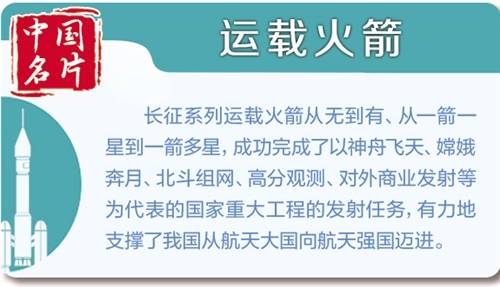 中国
名片
运载火箭
长征系列运载火箭从无到有、从一箭一
星到一箭多星，成功完成了以神舟飞天、嫦娥
奔月、北斗组网、高分观测、对外商业发射等
为代表的国家重大工程的发射任务，有力地
支撑了我国从航天大国向航天强国迈进。